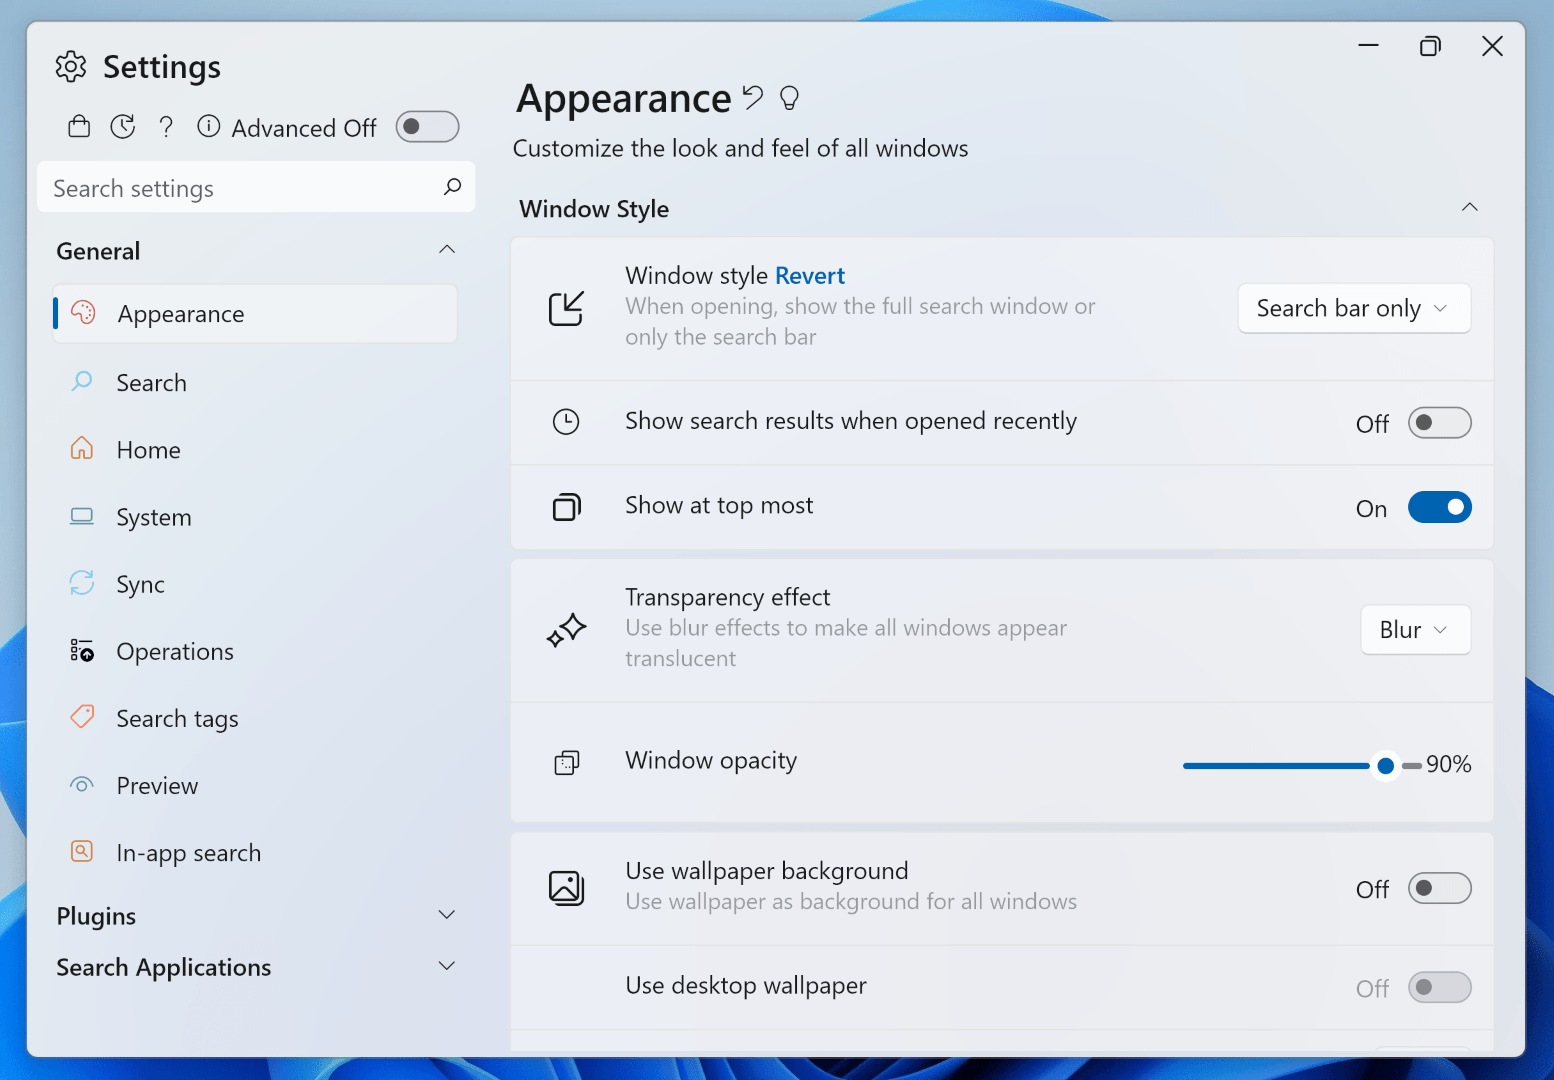 Settings
? Advanced Off
Search settings
General
Appearance
Search
Home
System
Sync
Operations
Search tags
Preview
In-app search
Plugins
Search Applications
Appearance
Customize the look and feel of all windows
Window Style
Window style Revert
When opening, show the full search window or
only the search bar
Search bar only
Show search results when opened recently
Off
Show at top most
On
Transparency effect
Use blur effects to make all windows appear
translucent
Blur
Window opacity
90%
Use wallpaper background
Use wallpaper as background for all windows
Off
Use desktop wallpaper
Off